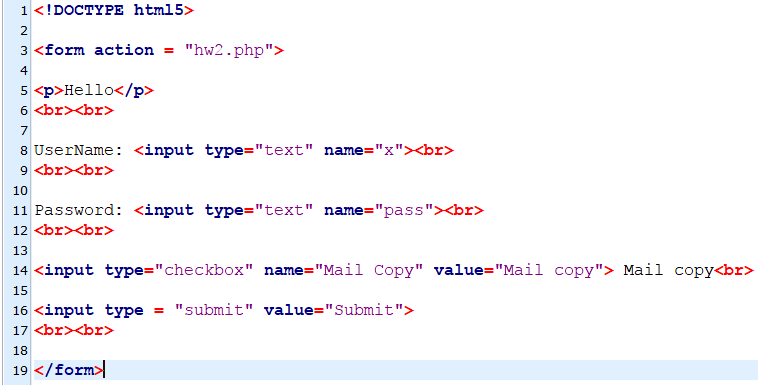 1 <!DOCTYPE html5>
2
3 <form action = "hw2.php">
4
5 <p>Hello</p>
6 <br><br>
7
8 UserName: <input type="text" name="x"><br>
9 <br><br>
10
11 Password: <input type="text" name="pass"><br>
12 <br><br>
13
14 <input type="checkbox" name="Mail Copy" value="Mail copy"> Mail copy<br>
15
16 <input type = "submit" value="Submit">
17 <br><br>
18
19 </form>